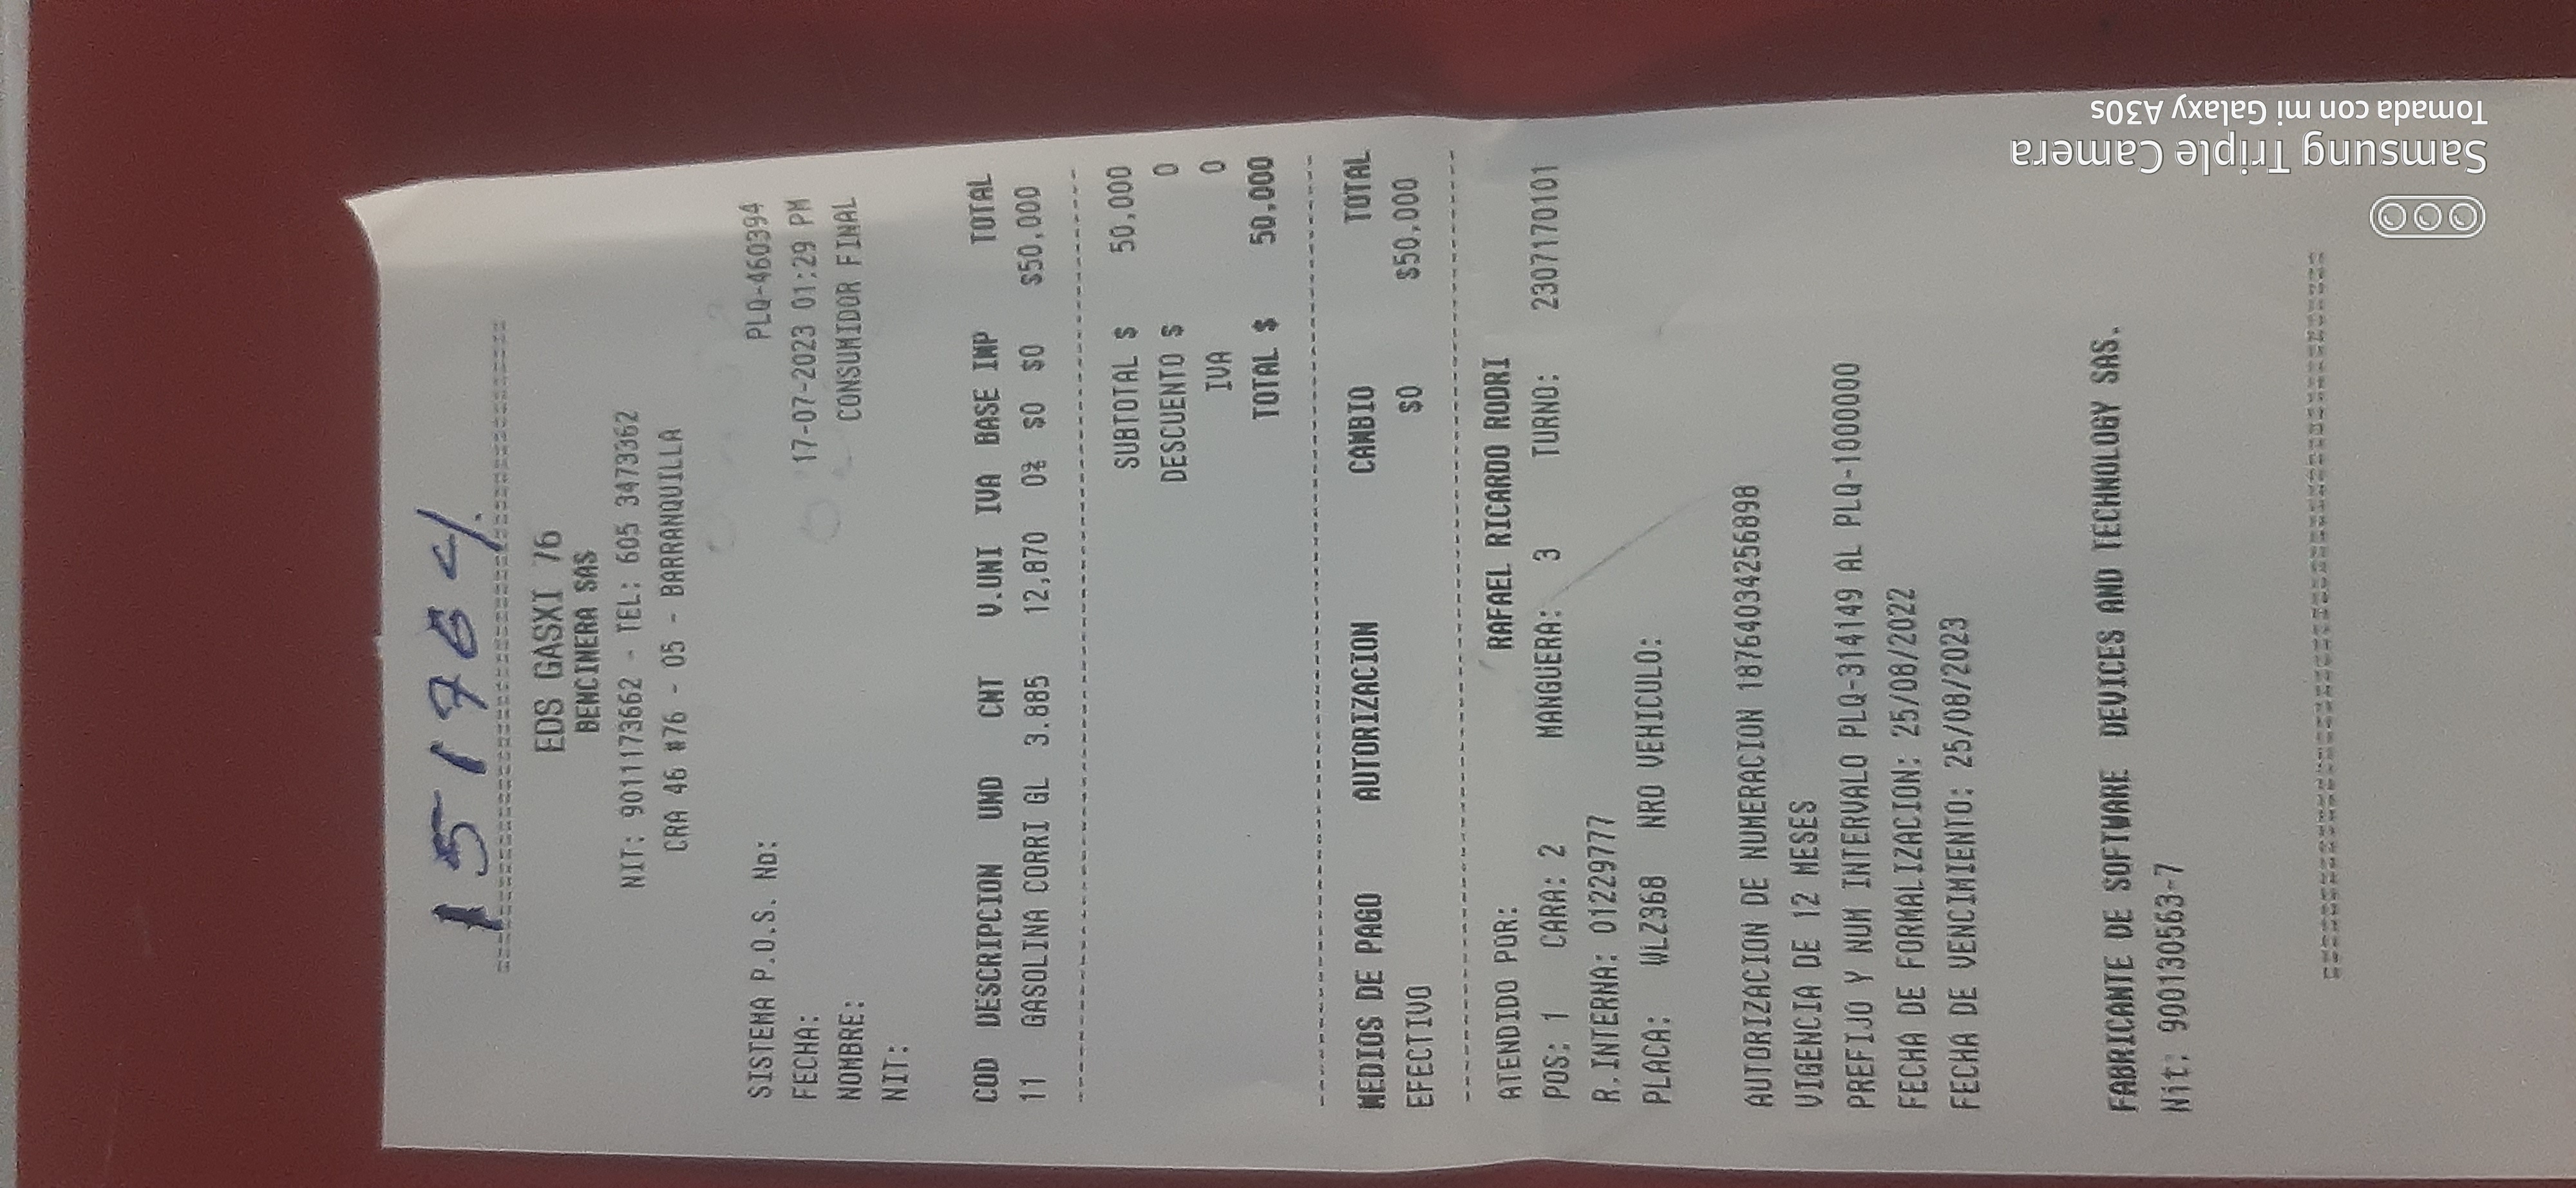 151764
EDS GASXI 76
BENCINERA SAS
NIT: 9011173662 - TEL: 605 3473362
CRA 46 #76 - 05 - BARRANQUILLA
SISTEMA P.O.S. No: PLQ-460394
FECHA: 17-07-2023 01:29 PM
NOMBRE: CONSUMIDOR FINAL
NIT:
COD DESCRIPCION UND CNT V.UNI IVA BASE IMP TOTAL
11 GASOLINA CORRI GL 3.885 12,870 0% $0 $0 $50,000
SUBTOTAL $ 50,000
DESCUENTO $ 0
IVA 0
TOTAL $ 50,000
MEDIOS DE PAGO AUTORIZACION CAMBIO TOTAL
EFECTIVO $0 $50.000
ATENDIDO POR: RAFAEL RICARDO RODRI
POS: 1 CARA: 2 MANGUERA: 3 TURNO: 2307170101
R.INTERNA: 01229777
PLACA: WLZ368 NRO VEHICULO:
AUTORIZACION DE NUMERACION 18764034256898
VIGENCIA DE 12 MESES
PREFIJO Y NUM INTERVALO PLQ-314149 AL PLQ-1000000
FECHA DE FORMALIZACION: 25/08/2022
FECHA DE VENCIMIENTO: 25/08/2023
FABRICANTE DE SOFTWARE DEVICES AND TECHNOLOGY SAS.
Nit. 900130563-7
Samsung Triple Camera
Tomada con mi Galaxy A30s